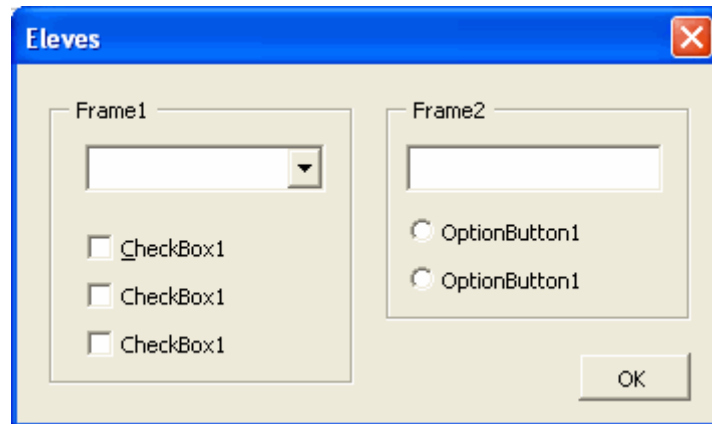 Eleves
Frame1
CheckBox1
CheckBox1
CheckBox1
Frame2
OptionButton1
OptionButton1
OK